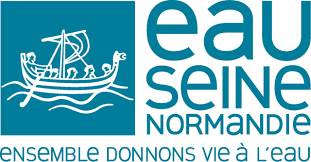 eau
seine
NORMANDIE
ensemble donnons vie à l'eau